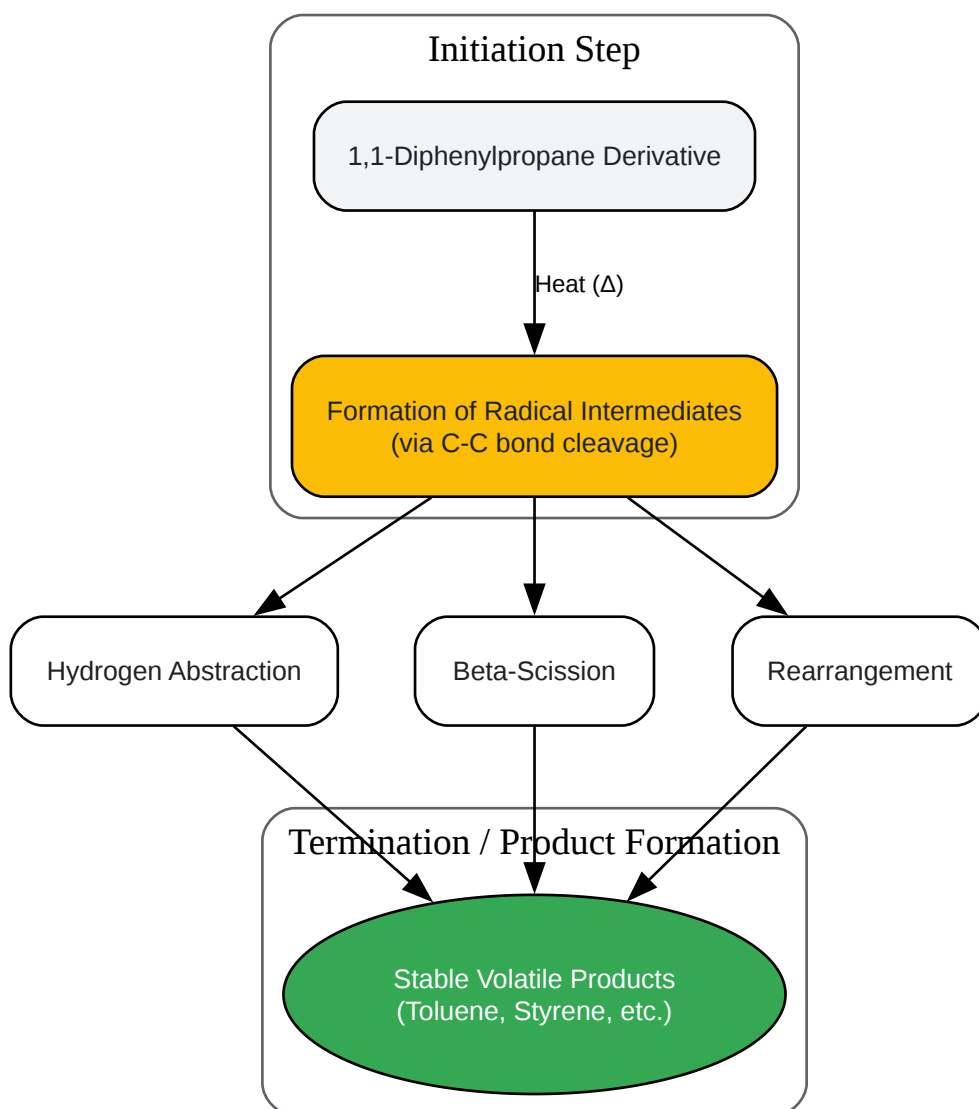 Initiation Step
1,1-Diphenylpropane Derivative
Heat (Δ)
Formation of Radical Intermediates
(via C-C bond cleavage)
Hydrogen Abstraction
Beta-Scission
Rearrangement
Termination / Product Formation
Stable Volatile Products
(Toluene, Styrene, etc.)